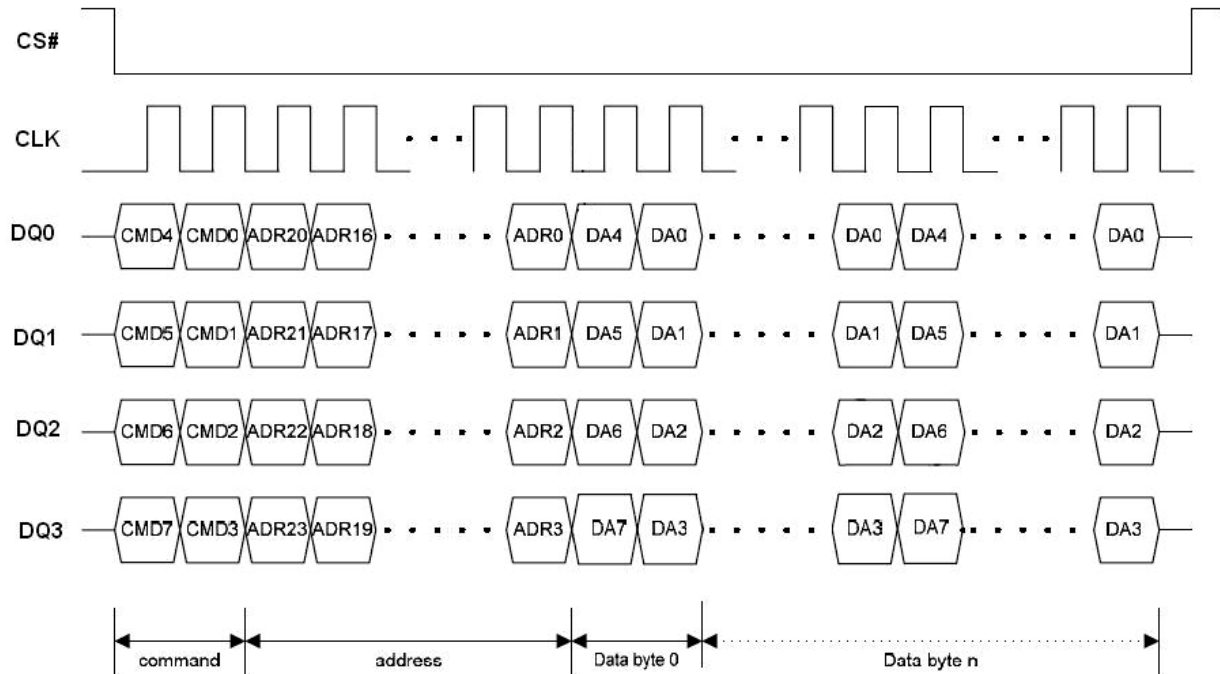 CS#
CLK
DQ0 CMD4 CMD0 ADR20 ADR16 ADR0 DA4 DA0 DA0 DA4 DA0
DQ1 CMD5 CMD1 ADR21 ADR17 ADR1 DA5 DA1 DA1 DA5 DA1
DQ2 CMD6 CMD2 ADR22 ADR18 ADR2 DA6 DA2 DA2 DA6 DA2
DQ3 CMD7 CMD3 ADR23 ADR19 ADR3 DA7 DA3 DA3 DA7 DA3
command address Data byte 0 Data byte n